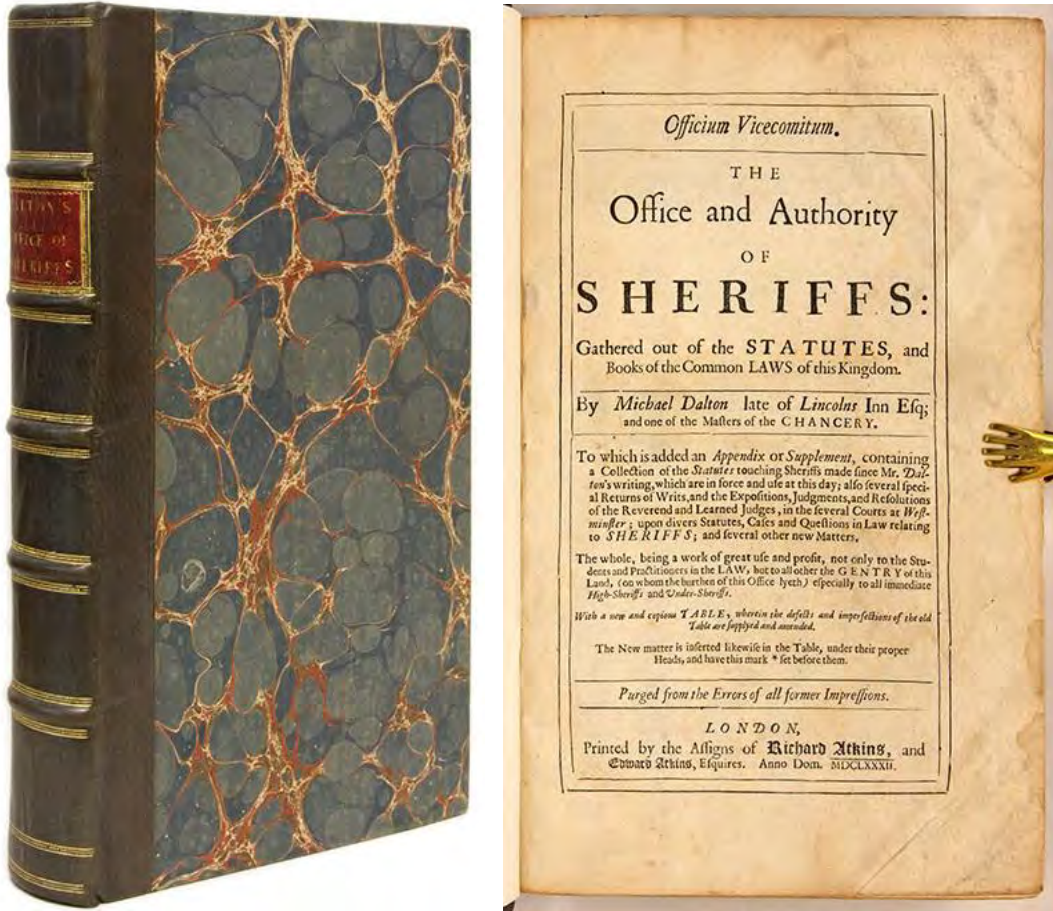 OFFICE OF
SHERIFFS
Officium Vicecomitum.
THE
Office and Authority
OF
SHERIFFS:
Gathered out of the STATUTES, and
Books of the Common LAWS of this Kingdom.
By Michael Dalton late of Lincolns Inn Eſq;
and one of the Maſters of the CHANCERY.
To which is added an Appendix or Supplement, containing
a Collection of the Statutes touching Sheriffs made ſince Mr. Dal-
ton's writing, which are in force and uſe at this day; alſo ſeveral ſpeci-
al Returns of Writs, and the Expoſitions, Judgments, and Reſolutions
of the Reverend and Learned Judges, in the ſeveral Courts at Weſt-
minſter; upon divers Statutes, Caſes and Queſtions in Law relating
to SHERIFFS; and ſeveral other new Matters.
The whole, being a work of great uſe and profit, not only to the Stu-
dents and Practitioners in the LAW, but to all other the GENTRY of this
Land, (on whom the burthen of this Office lyeth) eſpecially to all immediate
High-Sheriffs and Under-Sheriffs.
With a new and copious TABLE, wherein the defects and imperfections of the old
Table are ſupplyed and amended.
The New matter is inſerted likewiſe in the Table, under their proper
Heads, and have this mark * ſet before them.
Purged from the Errors of all former Impreſſions.
LONDON,
Printed by the Aſſigns of Richard Atkins, and
Edward Atkins, Eſquires. Anno Dom. MDCLXXXII.